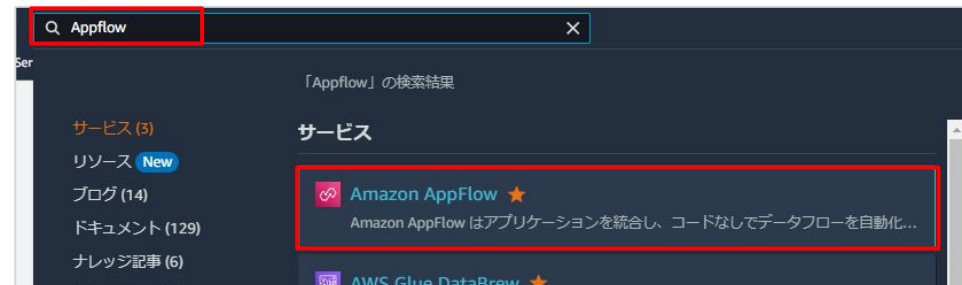 Appflow
Ser
「Appflow」の検索結果
サービス (3)
サービス
リソース New
ブログ (14)
Amazon AppFlow
Amazon AppFlow はアプリケーションを統合し、コードなしでデータフローを自動化...
ドキュメント (129)
ナレッジ記事 (6)
AWS Glue DataBrew